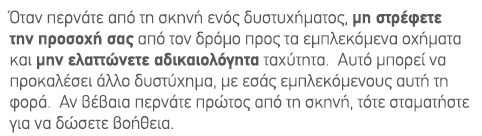 Όταν περνάτε από τη σκηνή ενός δυστυχήματος, μη στρέφετε
την προσοχή σας από τον δρόμο προς τα εμπλεκόμενα οχήματα
και μην ελαττώνετε αδικαιολόγητα ταχύτητα. Αυτό μπορεί να
προκαλέσει άλλο δυστύχημα, με εσάς εμπλεκόμενους αυτή τη
φορά. Αν βέβαια περνάτε πρώτος από τη σκηνή, τότε σταματήστε
για να δώσετε βοήθεια.